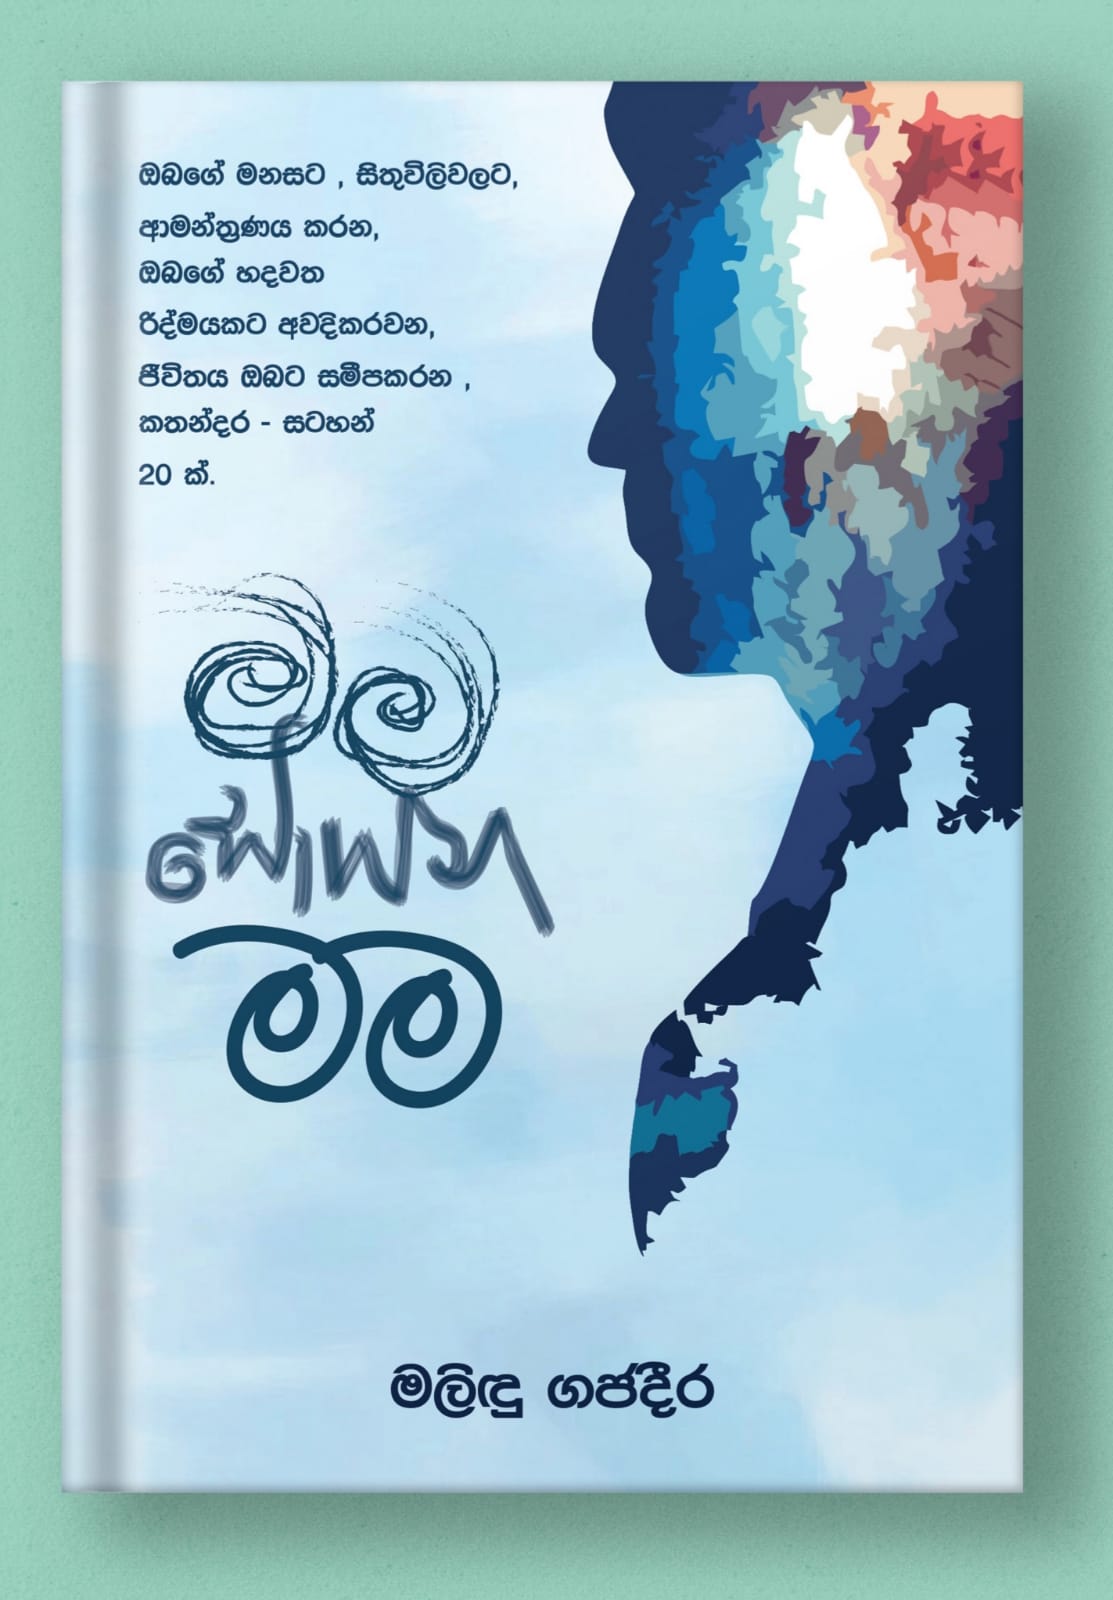 ඔබගේ මනසට , සිතුවිලිවලට,
ආමන්ත්‍රණය කරන,
ඔබගේ හදවත
රිද්මයකට අවදිකරවන,
ජීවිතය ඔබට සමීපකරන ,
කතන්දර - සටහන්
20 ක්.
මම
සොයන
මම
මලිඳු ගජදීර